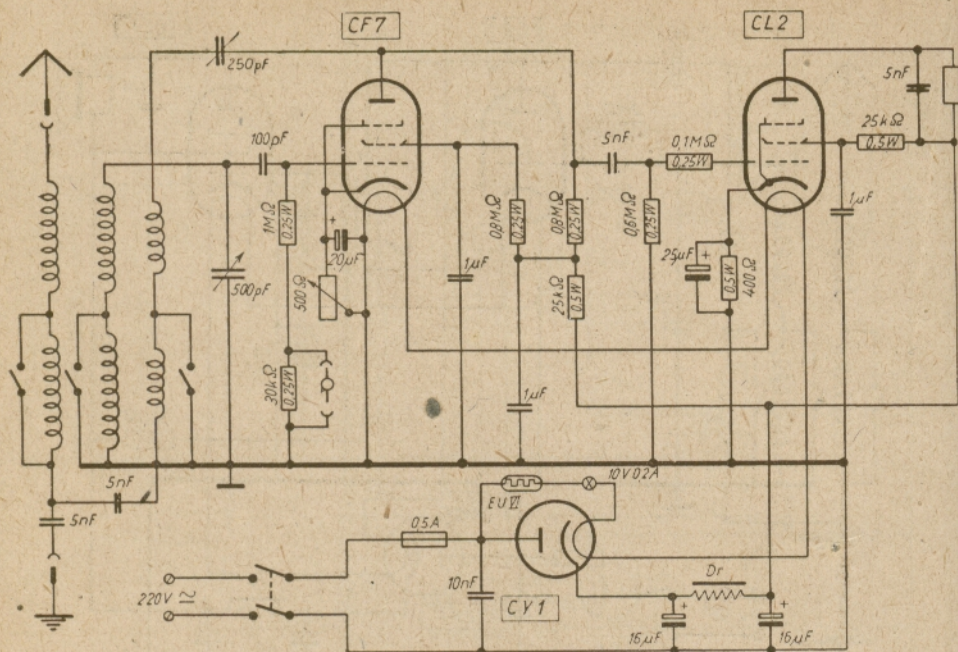 CF7
CL2
250pF
100pF
1MΩ
0,25W
500pF
20µF
+
500Ω
30kΩ
0,25W
1µF
0,8MΩ
0,25W
0,8MΩ
0,25W
25kΩ
0,5W
1µF
5nF
0,6MΩ
0,25W
0,1MΩ
0,25W
25µF
+
0,5W
400Ω
5nF
25kΩ
0,5W
1µF
5nF
5nF
220V
0,5A
10nF
EU VI
10V 0,2A
CY1
Dr
+
16µF
+
16µF